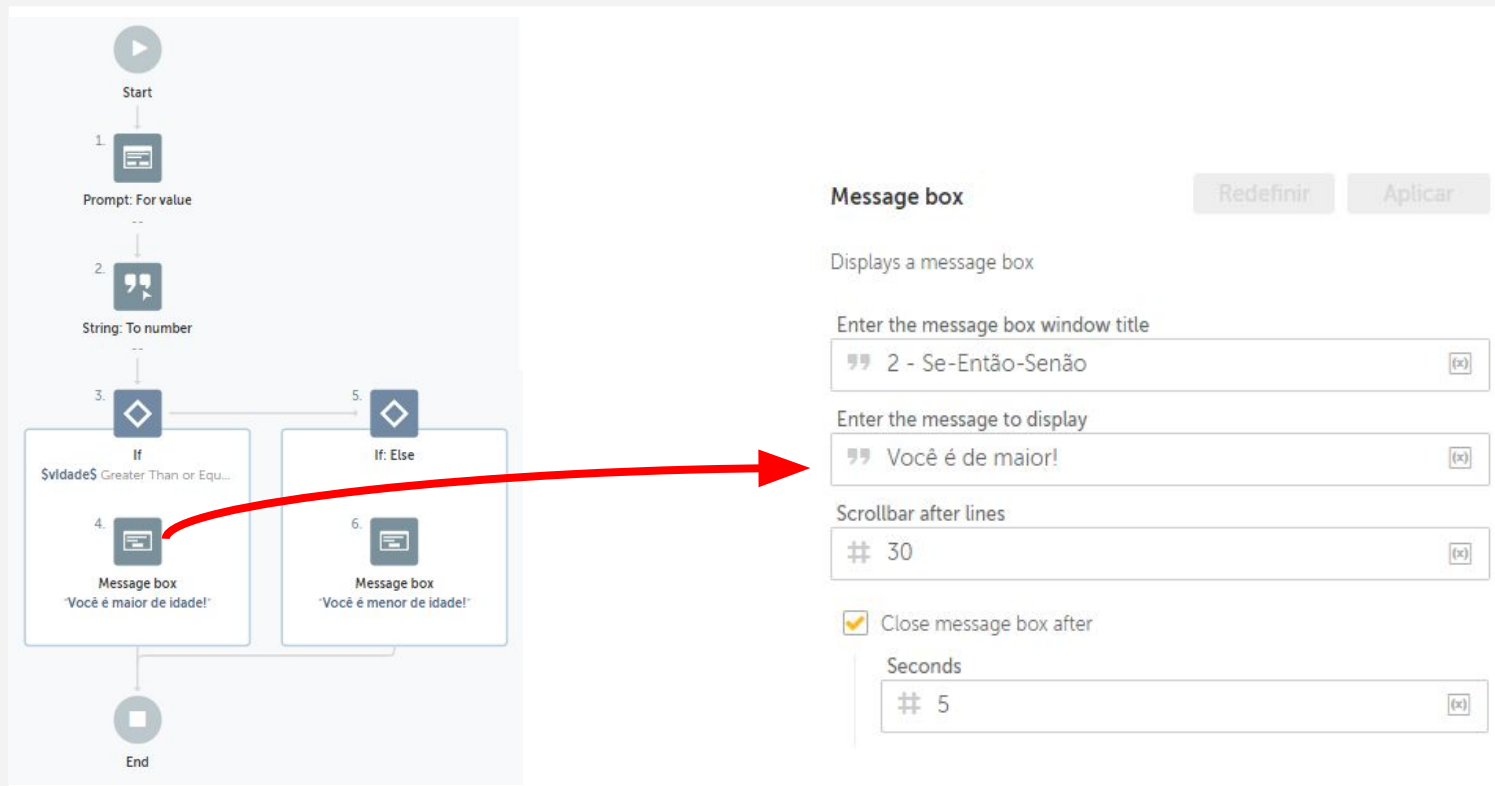 Start
1.
Prompt: For value
--
2.
String: To number
--
3.
If
$vIdade$ Greater Than or Equ...
4.
Message box
"Você é maior de idade!"
5.
If: Else
6.
Message box
"Você é menor de idade!"
End
Message box
Redefinir
Aplicar
Displays a message box
Enter the message box window title
2 - Se-Então-Senão
(x)
Enter the message to display
Você é de maior!
(x)
Scrollbar after lines
30
(x)
Close message box after
Seconds
5
(x)